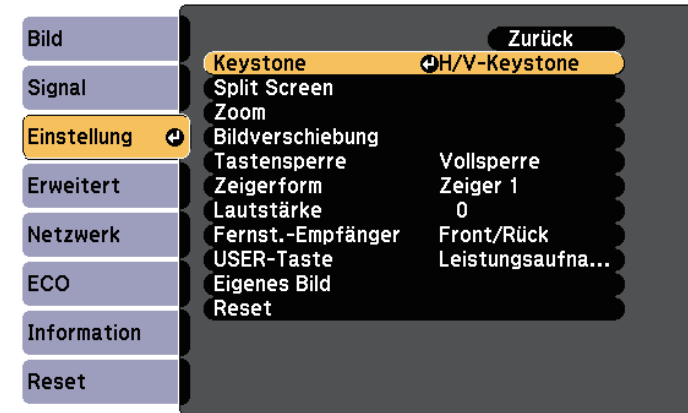 Bild
Signal
Einstellung
Erweitert
Netzwerk
ECO
Information
Reset
Zurück
Keystone H/V-Keystone
Split Screen
Zoom
Bildverschiebung
Tastensperre Vollsperre
Zeigerform Zeiger 1
Lautstärke 0
Fernst.-Empfänger Front/Rück
USER-Taste Leistungsaufna...
Eigenes Bild
Reset